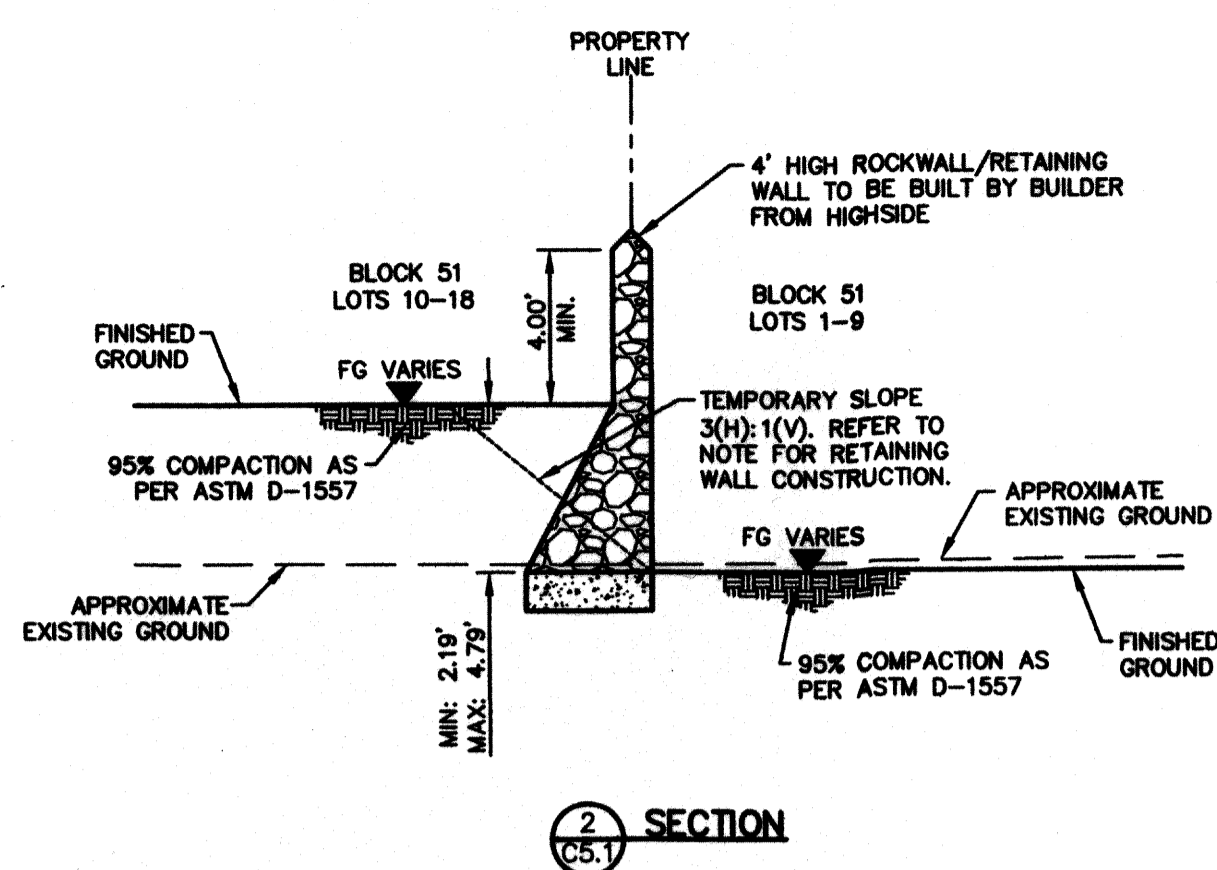 PROPERTY
LINE
4' HIGH ROCKWALL/RETAINING
WALL TO BE BUILT BY BUILDER
FROM HIGHSIDE
BLOCK 51
LOTS 10-18
4.00'
MIN.
BLOCK 51
LOTS 1-9
FINISHED
GROUND
FG VARIES
TEMPORARY SLOPE
3(H):1(V). REFER TO
NOTE FOR RETAINING
WALL CONSTRUCTION.
95% COMPACTION AS
PER ASTM D-1557
APPROXIMATE
EXISTING GROUND
FG VARIES
APPROXIMATE
EXISTING GROUND
MIN: 2.19'
MAX: 4.79'
95% COMPACTION AS
PER ASTM D-1557
FINISHED
GROUND
2
C5.1
SECTION